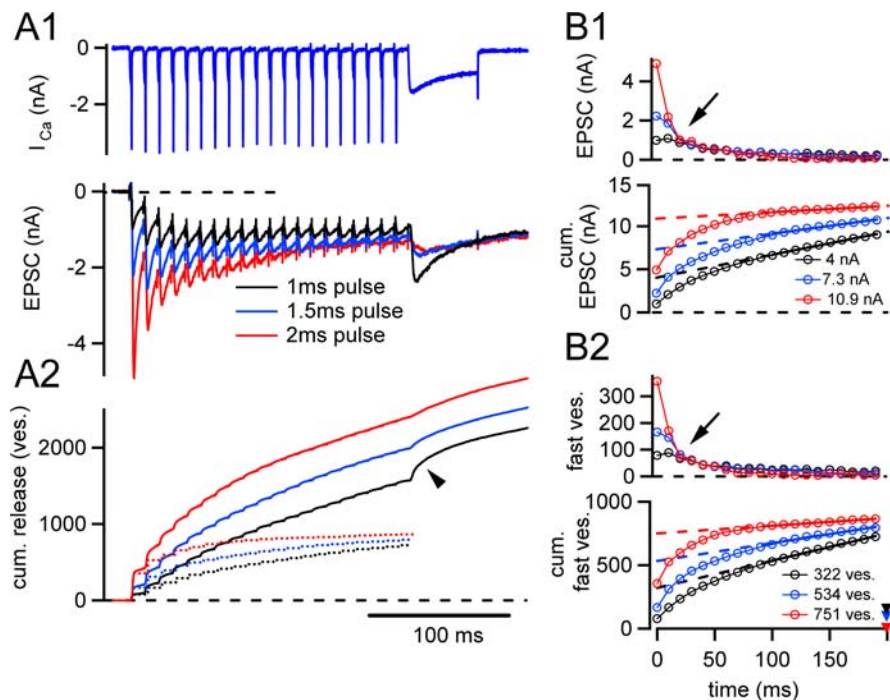 A1
0
-2
I Ca (nA)
0
-2
-4
EPSC (nA)
1ms pulse
1.5ms pulse
2ms pulse
A2
2000
1000
0
cum. release (ves.)
100 ms
B1
4
2
0
EPSC (nA)
15
10
5
0
cum.
EPSC (nA)
4 nA
7.3 nA
10.9 nA
B2
300
200
100
0
fast ves.
1000
500
0
cum.
fast ves.
322 ves.
534 ves.
751 ves.
0 50 100 150
time (ms)